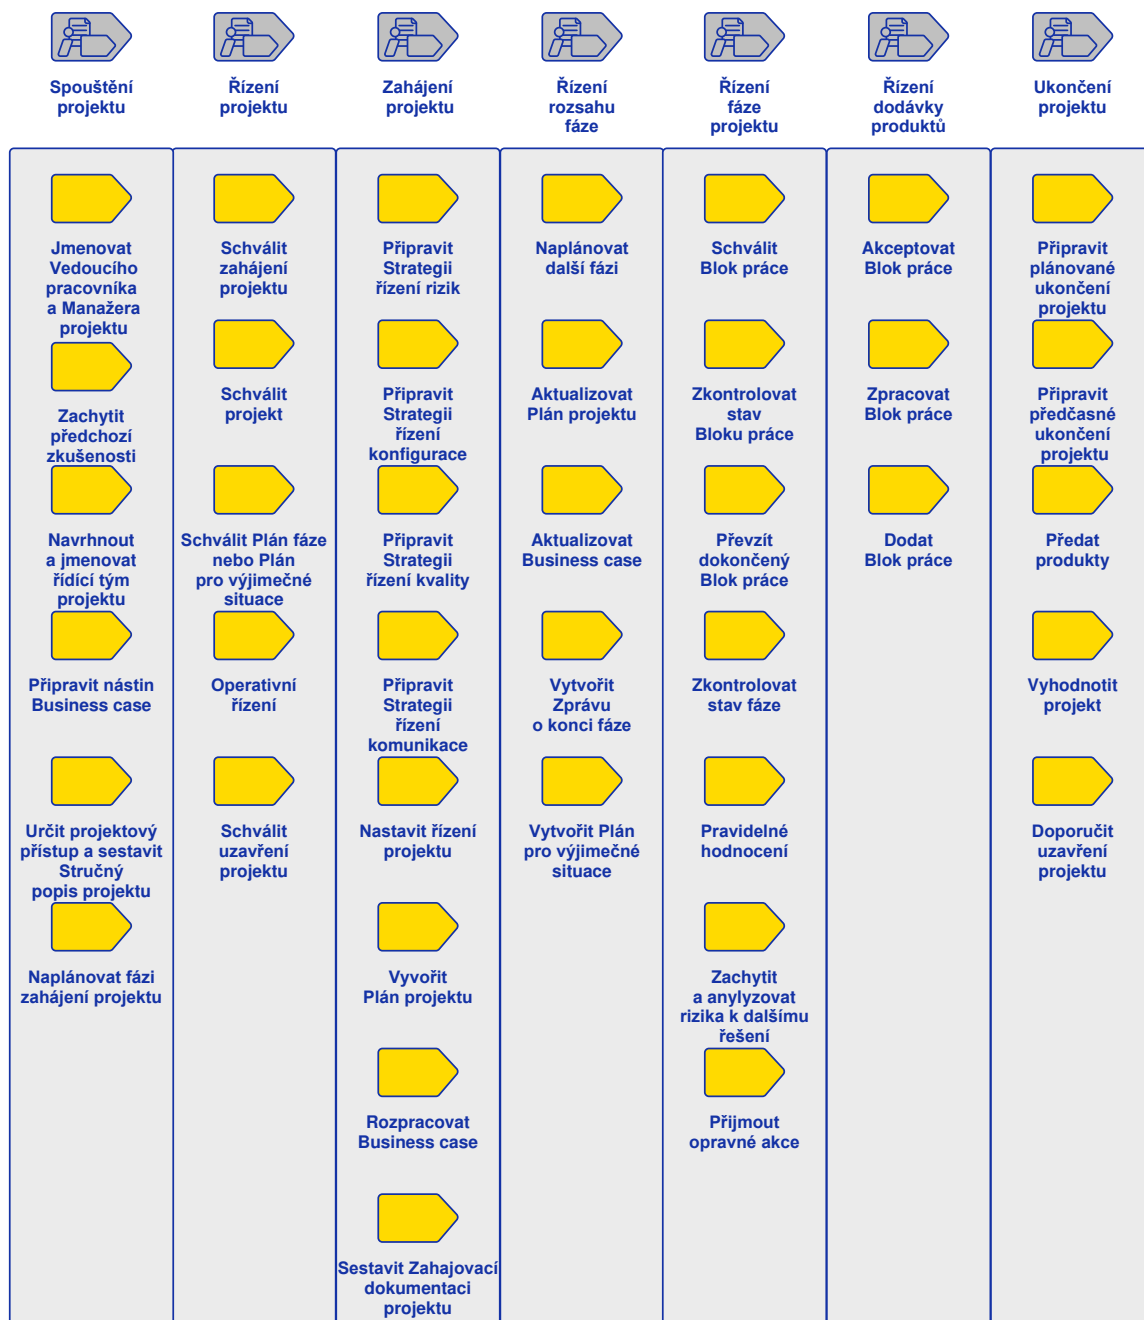 Spouštění
projektu
Řízení
projektu
Zahájení
projektu
Řízení
rozsahu
fáze
Řízení
fáze
projektu
Řízení
dodávky
produktů
Ukončení
projektu
Jmenovat
Vedoucího
pracovníka
a Manažera
projektu
Zachytit
předchozí
zkušenosti
Navrhnout
a jmenovat
řídící tým
projektu
Připravit nástin
Business case
Určit projektový
přístup a sestavit
Stručný
popis projektu
Naplánovat fázi
zahájení projektu
Schválit
zahájení
projektu
Schválit
projekt
Schválit Plán fáze
nebo Plán
pro výjimečné
situace
Operativní
řízení
Schválit
uzavření
projektu
Připravit
Strategii
řízení rizik
Připravit
Strategii
řízení
konfigurace
Připravit
Strategii
řízení kvality
Připravit
Strategii
řízení
komunikace
Nastavit řízení
projektu
Vyvořit
Plán projektu
Rozpracovat
Business case
Sestavit Zahajovací
dokumentaci
projektu
Naplánovat
další fázi
Aktualizovat
Plán projektu
Aktualizovat
Business case
Vytvořit
Zprávu
o konci fáze
Vytvořit Plán
pro výjimečné
situace
Schválit
Blok práce
Zkontrolovat
stav
Bloku práce
Převzít
dokončený
Blok práce
Zkontrolovat
stav fáze
Pravidelné
hodnocení
Zachytit
a anylyzovat
rizika k dalšímu
řešení
Přijmout
opravné akce
Akceptovat
Blok práce
Zpracovat
Blok práce
Dodat
Blok práce
Připravit
plánované
ukončení
projektu
Připravit
předčasné
ukončení
projektu
Předat
produkty
Vyhodnotit
projekt
Doporučit
uzavření
projektu